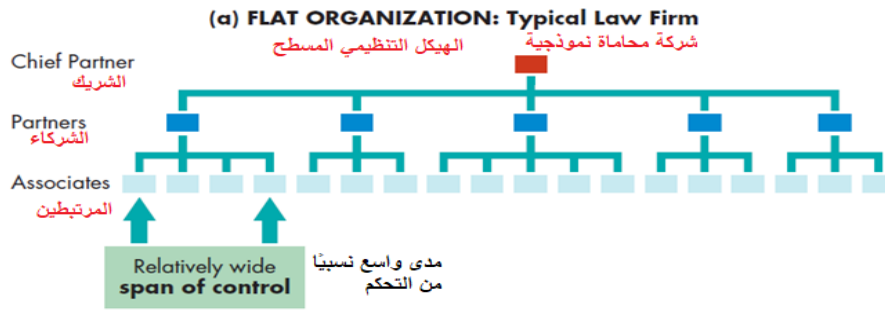 (a) FLAT ORGANIZATION: Typical Law Firm
الهيكل التنظيمي المسطح
شركة محاماة نموذجية
Chief Partner
الشريك
Partners
الشركاء
Associates
المرتبطين
Relatively wide
span of control
مدى واسع نسبيًا
من التحكم